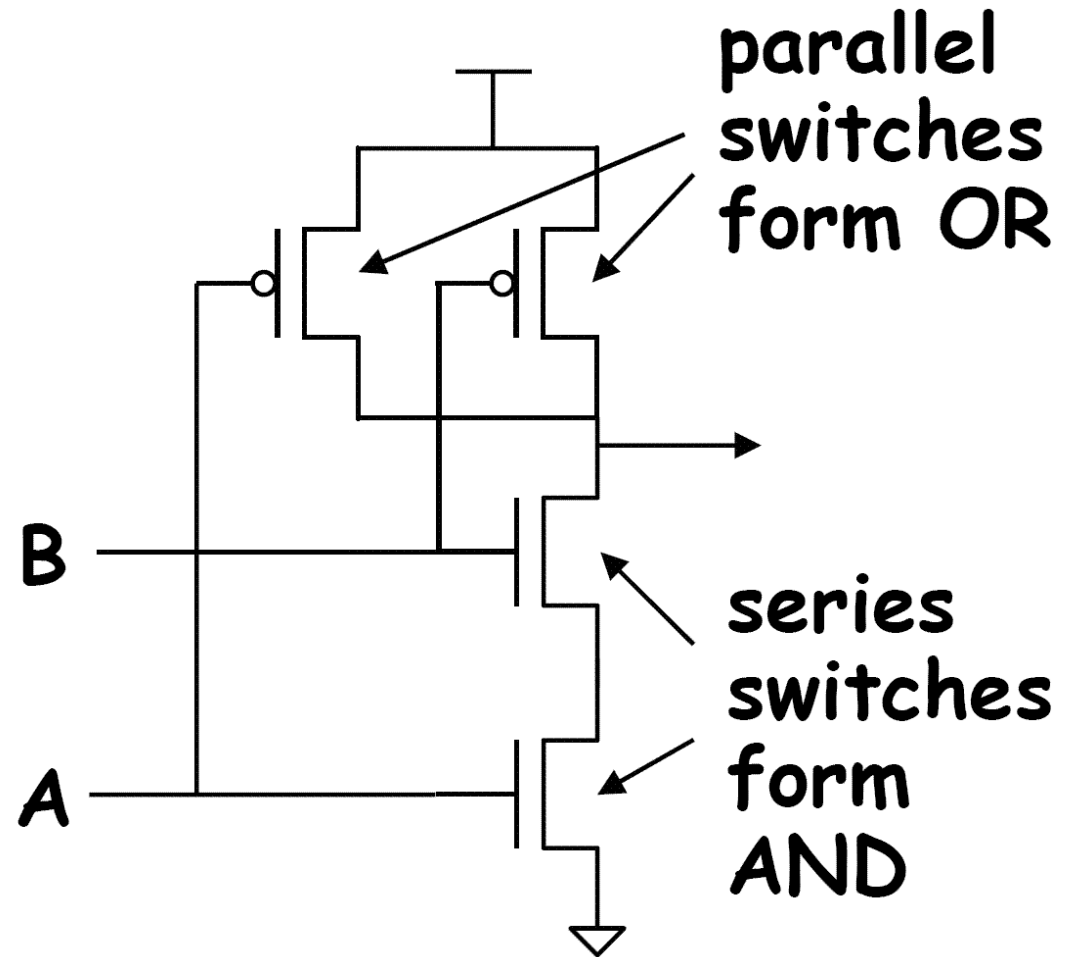 parallel
switches
form OR
B
series
switches
form
AND
A